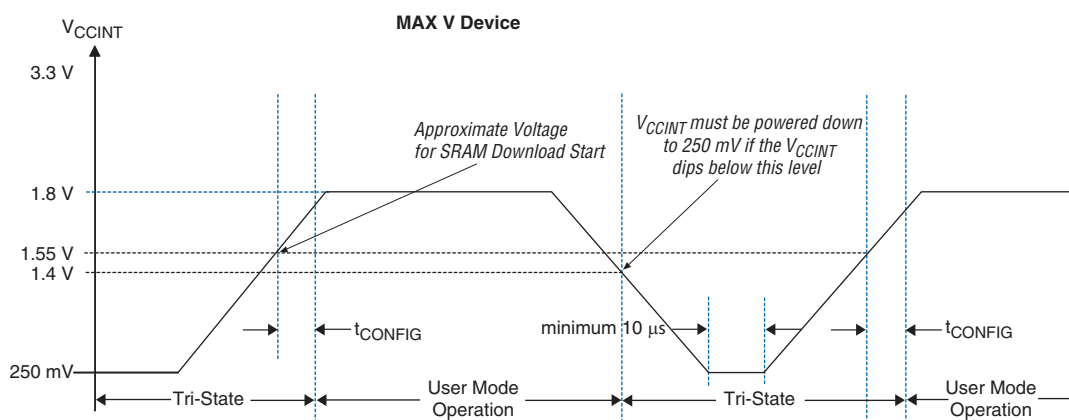 MAX V Device
VCCINT
3.3 V
Approximate Voltage
for SRAM Download Start
VCCINT must be powered down
to 250 mV if the VCCINT
dips below this level
1.8 V
1.55 V
1.4 V
tCONFIG
minimum 10 µs
tCONFIG
250 mV
Tri-State
User Mode
Operation
Tri-State
User Mode
Operation